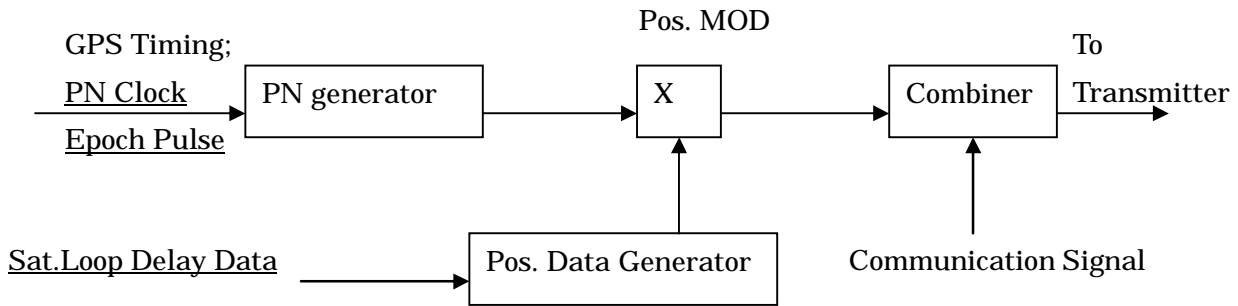 Pos. MOD
GPS Timing;
PN Clock
Epoch Pulse
PN generator
X
Combiner
To
Transmitter
Sat.Loop Delay Data
Pos. Data Generator
Communication Signal